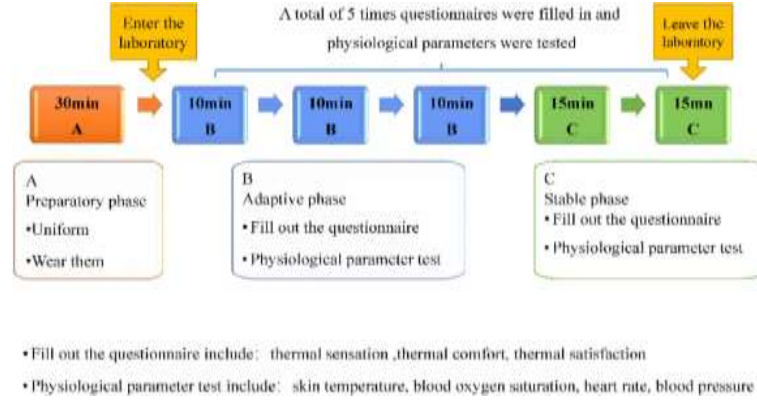 Enter the
laboratory
A total of 5 times questionnaires were filled in and
physiological parameters were tested
Leave the
laboratory
30min
A
10min
B
10min
B
10min
B
15min
C
15mn
C
A
Preparatory phase
•Uniform
•Wear them
B
Adaptive phase
• Fill out the questionnaire
• Physiological parameter test
C
Stable phase
• Fill out the questionnaire
• Physiological parameter test
• Fill out the questionnaire include: thermal sensation ,thermal comfort, thermal satisfaction
• Physiological parameter test include: skin temperature, blood oxygen saturation, heart rate, blood pressure